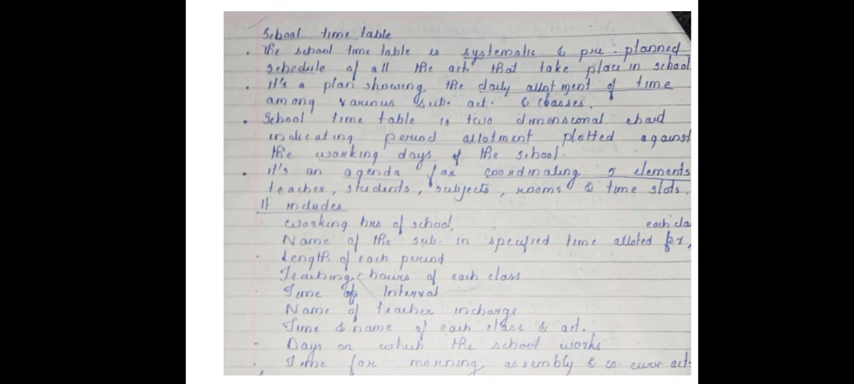 School time table
• The school time table is systematic & pre-planned
schedule of all the act. that take place in school
• It's a plan showing the daily allotment of time
among various sub. act. & classes.
• School time table is two dimensional chart
indicating period allotment plotted against
the working days of the school.
• It's an agenda for coordinating 5 elements
teacher, students, subjects, rooms & time slots.
It includes
- Working hrs of school.
each cla
Name of the sub. in specified time alloted for,
- Length of each period
- Teaching hours of each class
- Time of Interval
Name of teacher incharge
- Time & name of each class & act.
- Days on which the school works
- Time for morning assembly & co-curr act